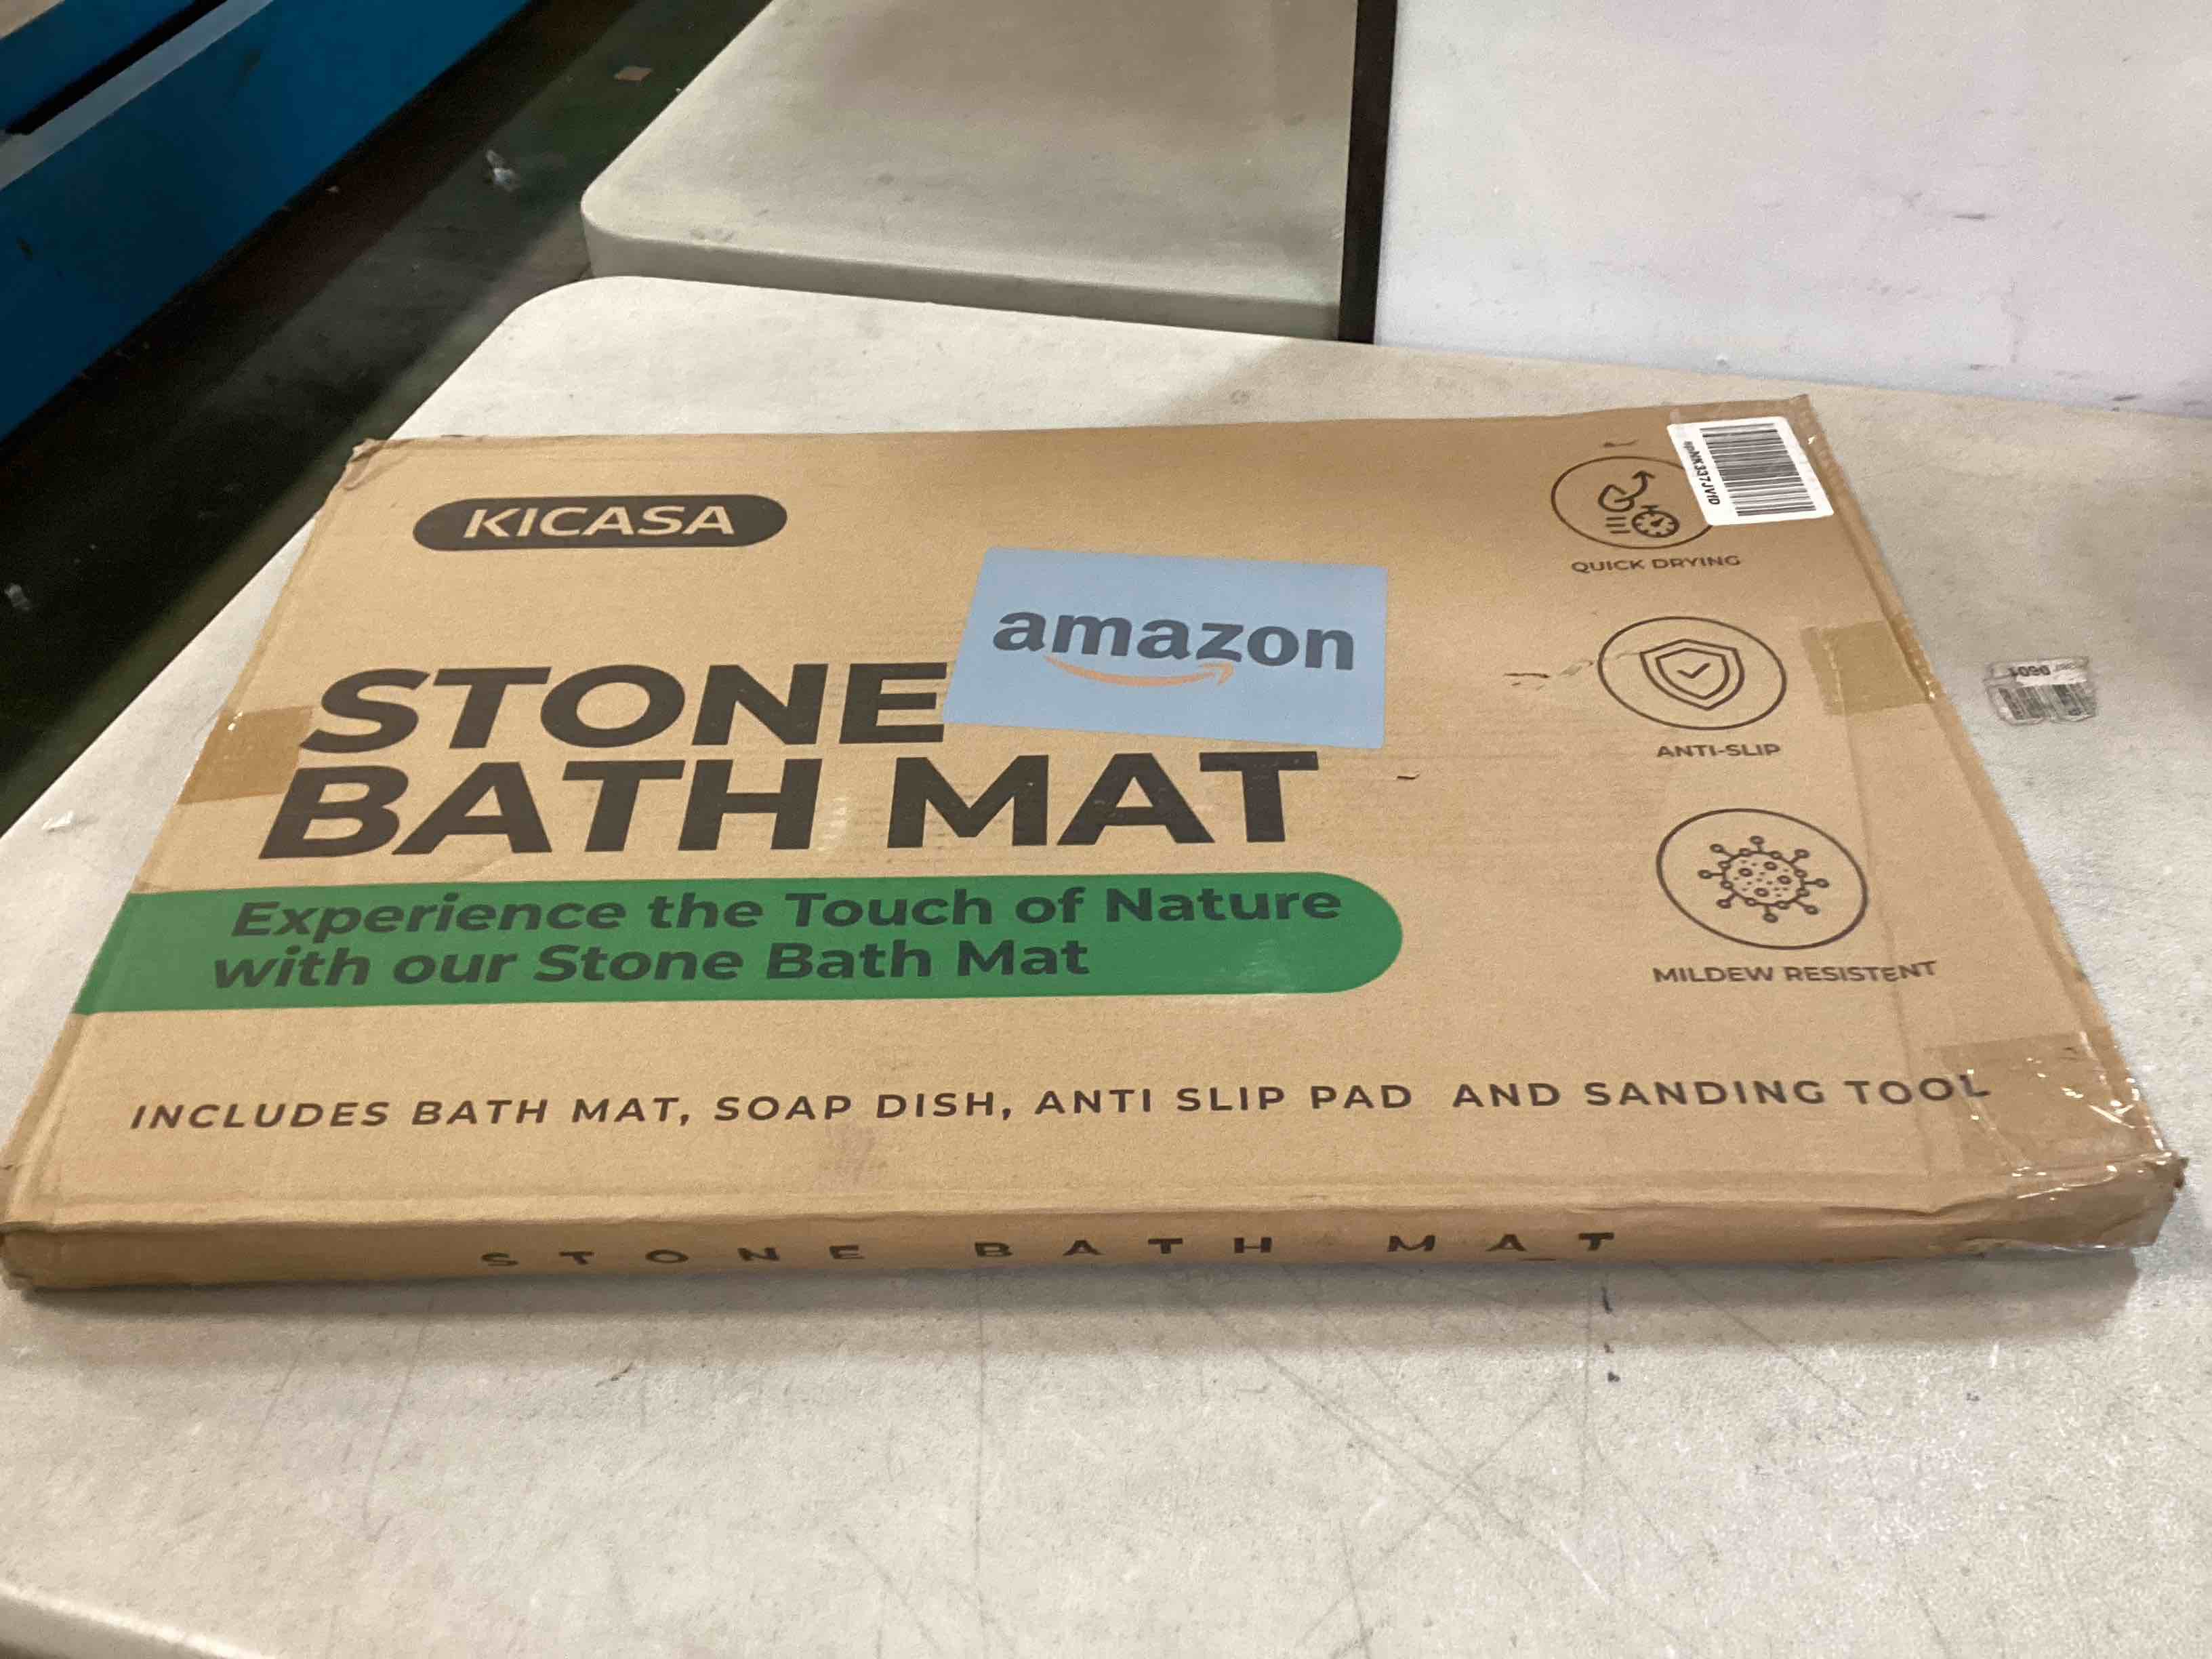 KICASA
amazon
STONE
BATH MAT
Experience the Touch of Nature
with our Stone Bath Mat
QUICK DRYING
ANTI-SLIP
MILDEW RESISTENT
INCLUDES BATH MAT, SOAP DISH, ANTI SLIP PAD AND SANDING TOOL
STONE BATH MAT